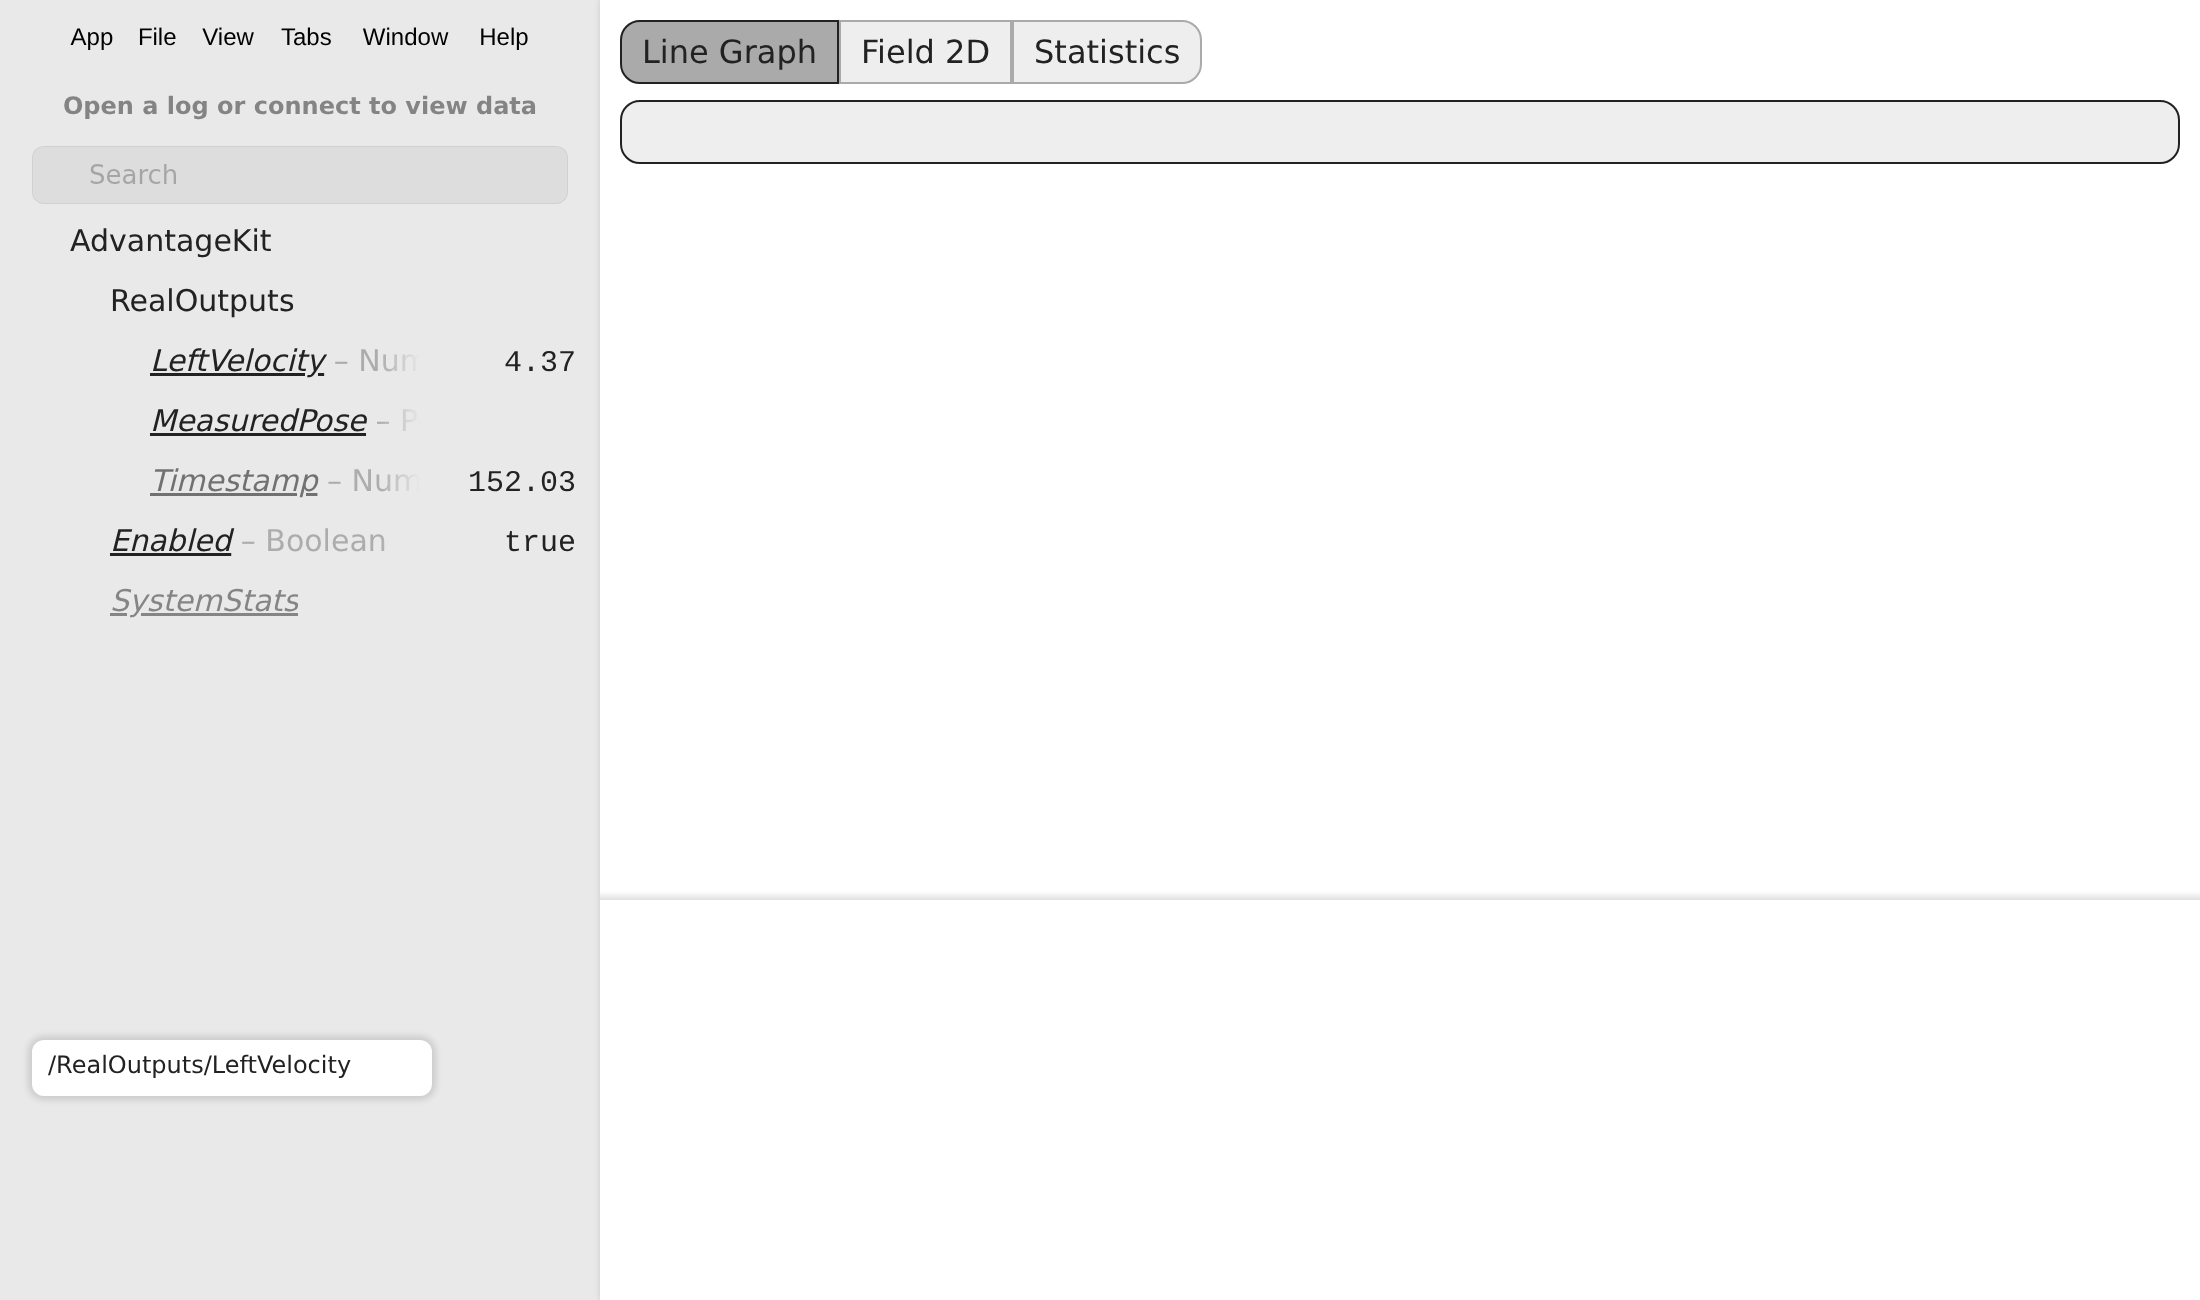 App File View Tabs Window Help
Open a log or connect to view data
Search
AdvantageKit
RealOutputs
LeftVelocity – Num 4.37
MeasuredPose – P
Timestamp – Num 152.03
Enabled – Boolean true
SystemStats
/RealOutputs/LeftVelocity
Line Graph Field 2D Statistics